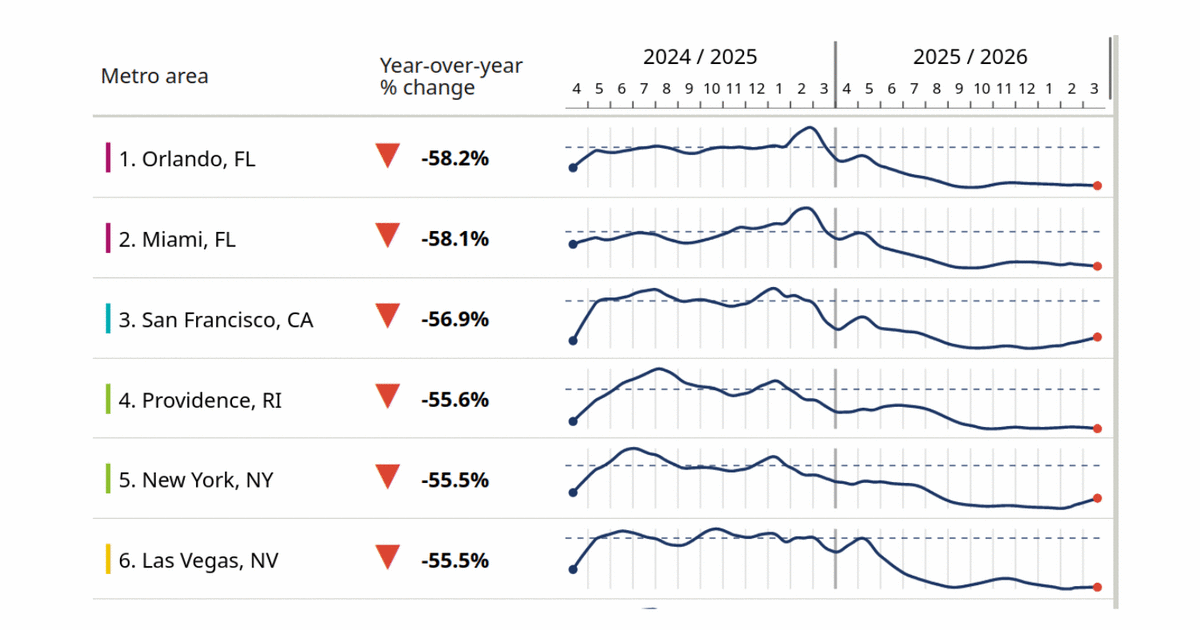 Metro area
Year-over-year
% change
2024 / 2025
2025 / 2026
4 5 6 7 8 9 10 11 12 1 2 3 4 5 6 7 8 9 10 11 12 1 2 3
1. Orlando, FL -58.2%
2. Miami, FL -58.1%
3. San Francisco, CA -56.9%
4. Providence, RI -55.6%
5. New York, NY -55.5%
6. Las Vegas, NV -55.5%